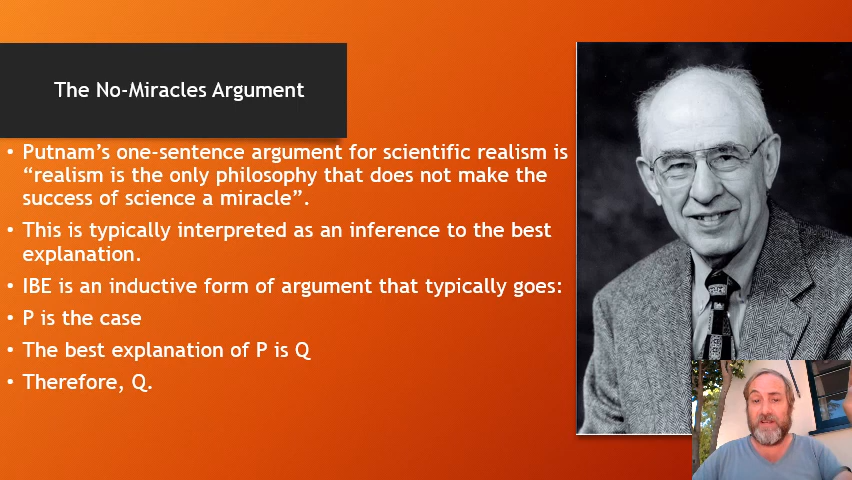 The No-Miracles Argument
• Putnam’s one-sentence argument for scientific realism is
“realism is the only philosophy that does not make the
success of science a miracle”.
• This is typically interpreted as an inference to the best
explanation.
• IBE is an inductive form of argument that typically goes:
• P is the case
• The best explanation of P is Q
• Therefore, Q.